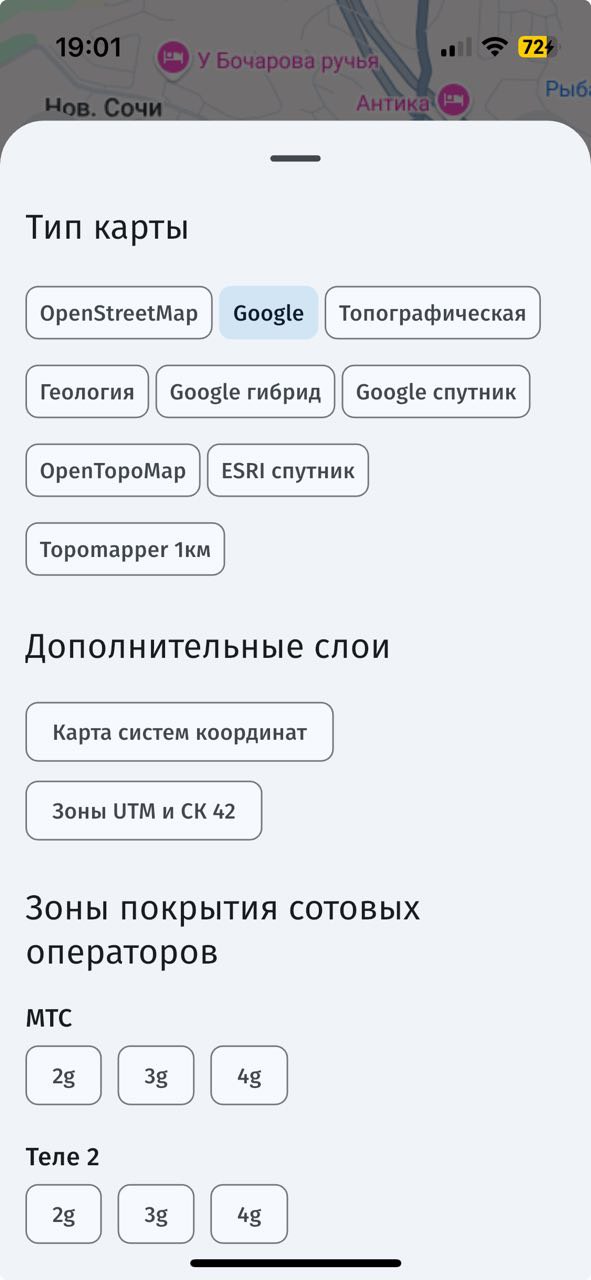 19:01
72
У Бочарова ручья
Нов. Сочи
Антика
Рыба
Тип карты
OpenStreetMap Google Топографическая
Геология Google гибрид Google спутник
OpenTopoMap ESRI спутник
Topomapper 1км
Дополнительные слои
Карта систем координат
Зоны UTM и СК 42
Зоны покрытия сотовых
операторов
МТС
2g 3g 4g
Теле 2
2g 3g 4g